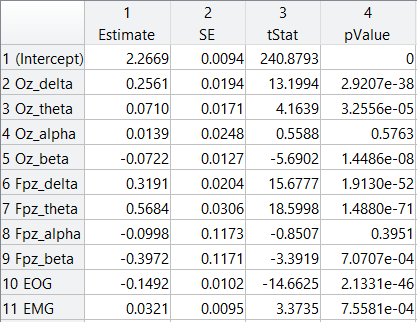 1 2 3 4
Estimate SE tStat pValue
1 (Intercept) 2.2669 0.0094 240.8793 0
2 Oz_delta 0.2561 0.0194 13.1994 2.9207e-38
3 Oz_theta 0.0710 0.0171 4.1639 3.2556e-05
4 Oz_alpha 0.0139 0.0248 0.5588 0.5763
5 Oz_beta -0.0722 0.0127 -5.6902 1.4486e-08
6 Fpz_delta 0.3191 0.0204 15.6777 1.9130e-52
7 Fpz_theta 0.5684 0.0306 18.5998 1.4880e-71
8 Fpz_alpha -0.0998 0.1173 -0.8507 0.3951
9 Fpz_beta -0.3972 0.1171 -3.3919 7.0707e-04
10 EOG -0.1492 0.0102 -14.6625 2.1331e-46
11 EMG 0.0321 0.0095 3.3735 7.5581e-04